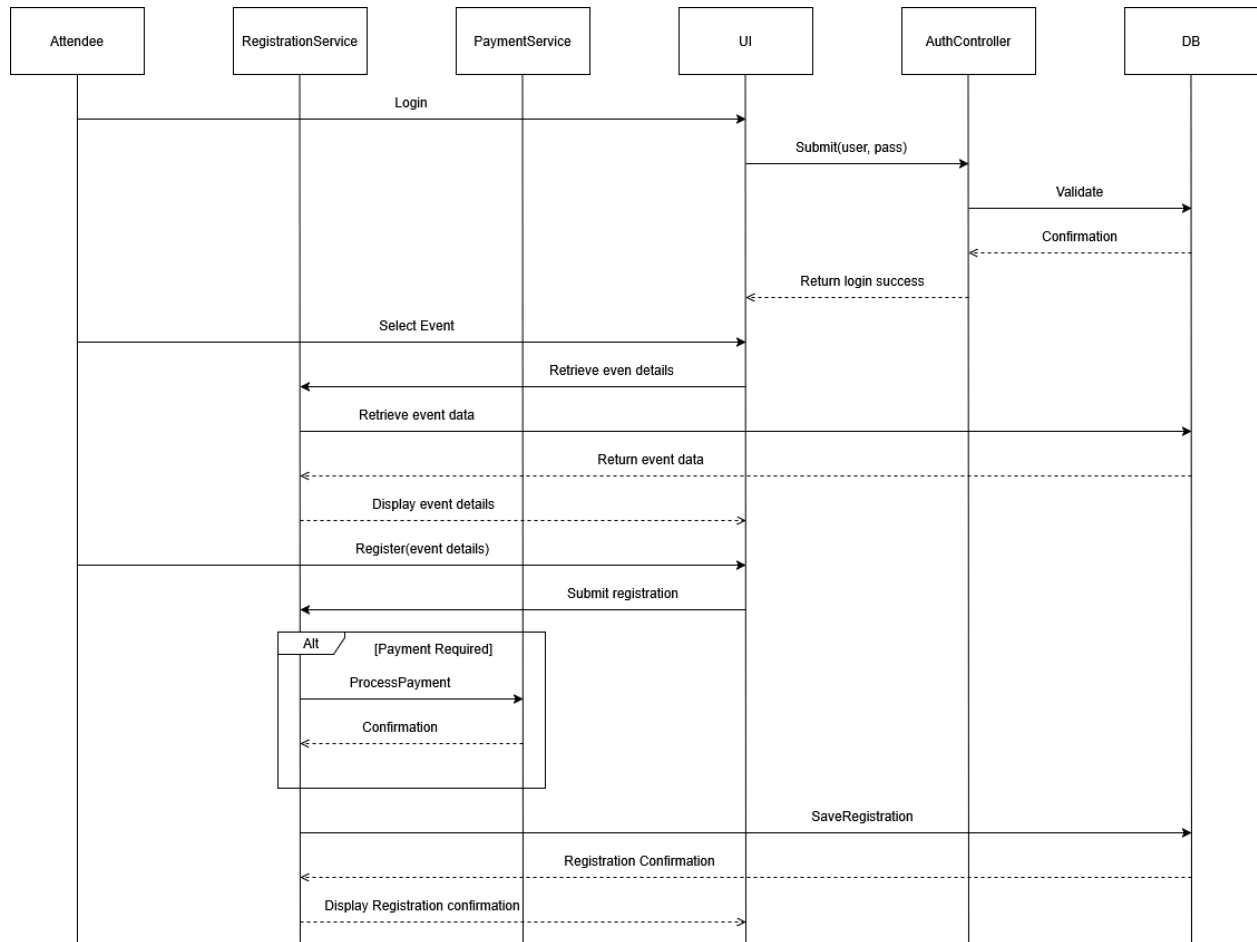 Attendee
RegistrationService
PaymentService
UI
AuthController
DB
Login
Submit(user, pass)
Validate
Confirmation
Return login success
Select Event
Retrieve even details
Retrieve event data
Return event data
Display event details
Register(event details)
Submit registration
Alt
[Payment Required]
ProcessPayment
Confirmation
SaveRegistration
Registration Confirmation
Display Registration confirmation